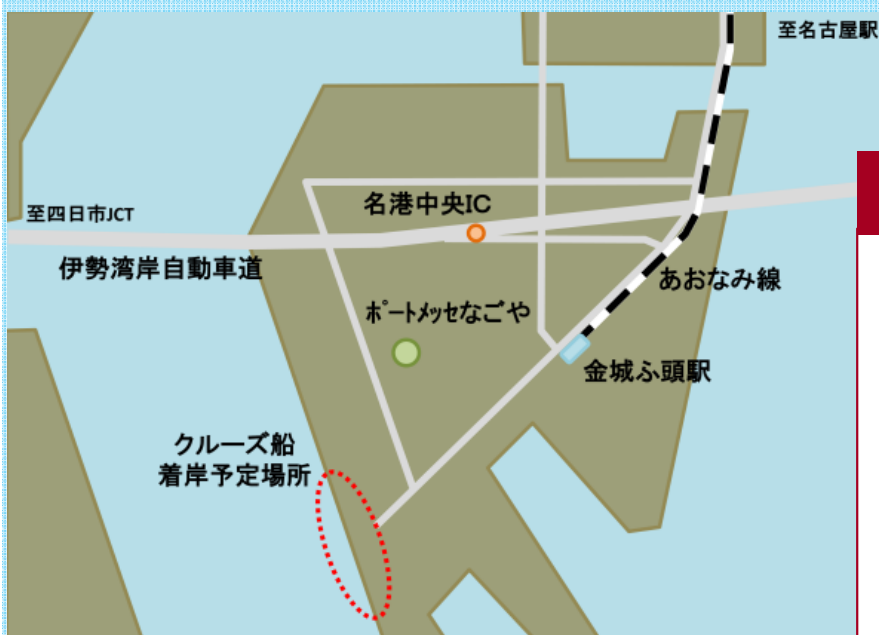 至名古屋駅
名港中央IC
至四日市JCT
伊勢湾岸自動車道
あおなみ線
ﾎﾟｰﾄﾒｯｾなごや
金城ふ頭駅
クルーズ船
着岸予定場所